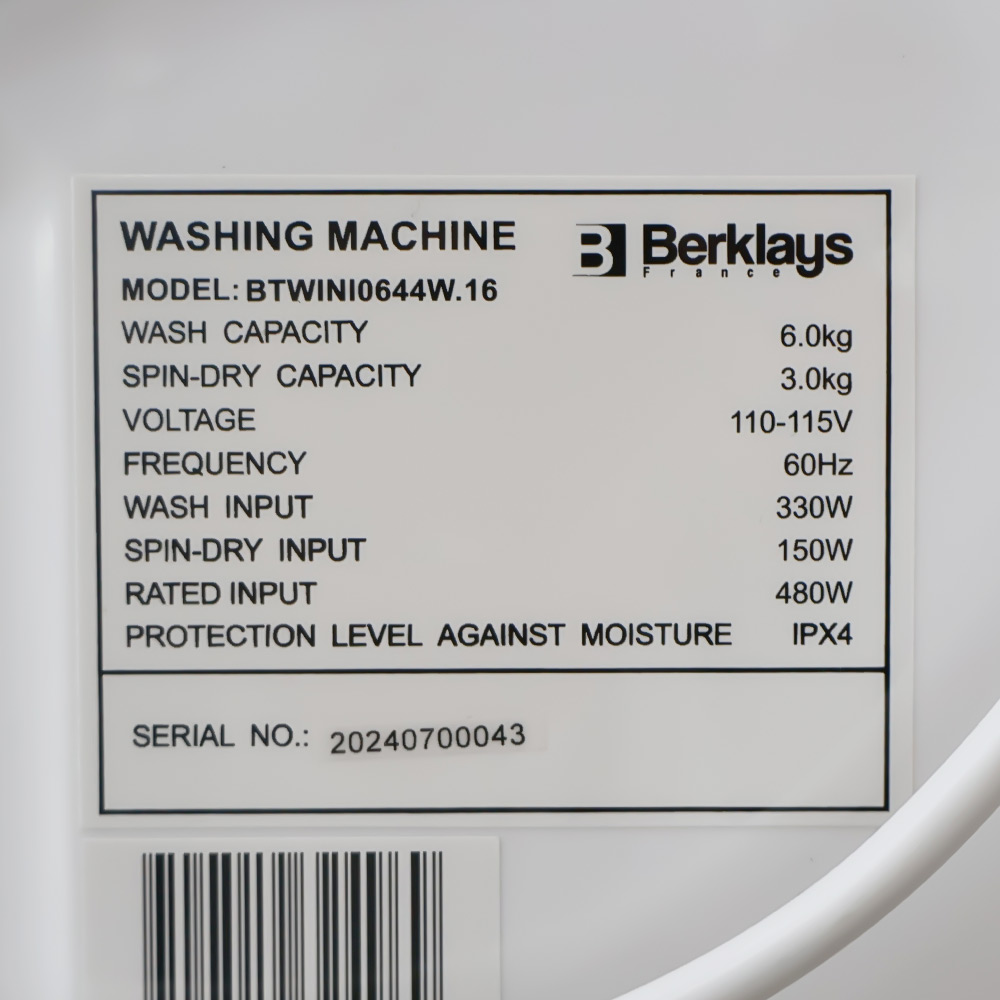 WASHING MACHINE
B Berklays
France
MODEL: BTWINI0644W.16
WASH CAPACITY 6.0kg
SPIN-DRY CAPACITY 3.0kg
VOLTAGE 110-115V
FREQUENCY 60Hz
WASH INPUT 330W
SPIN-DRY INPUT 150W
RATED INPUT 480W
PROTECTION LEVEL AGAINST MOISTURE IPX4
SERIAL NO.: 20240700043